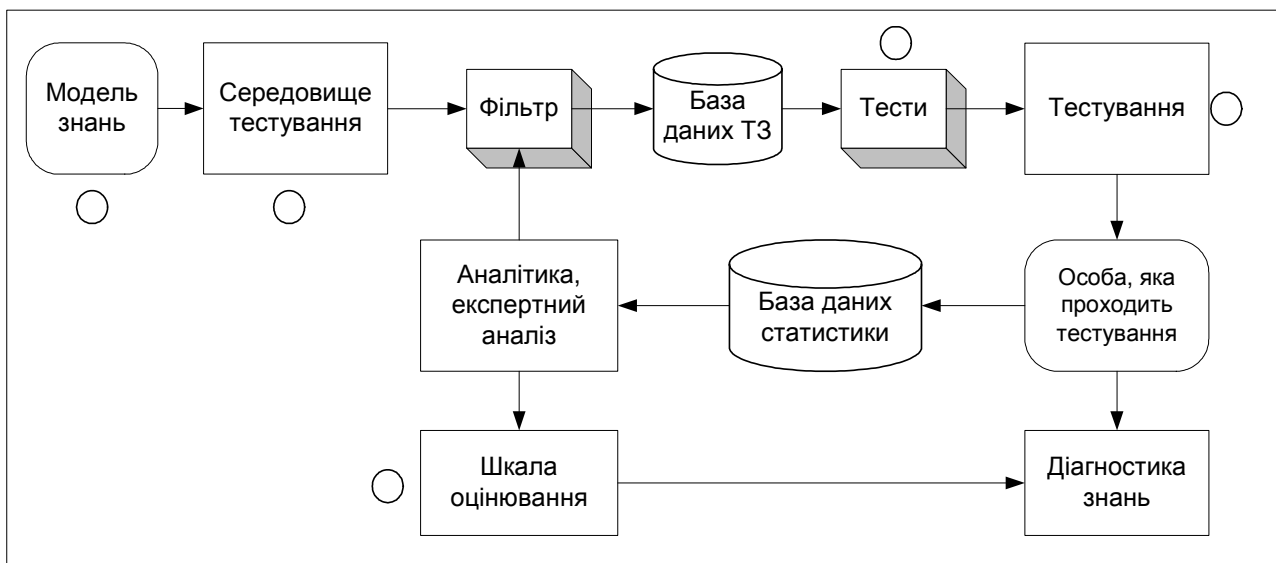 Модель
знань
Середовище
тестування
Фільтр
База
даних ТЗ
Тести
Тестування
Аналітика,
експертний
аналіз
База даних
статистики
Особа, яка
проходить
тестування
Шкала
оцінювання
Діагностика
знань